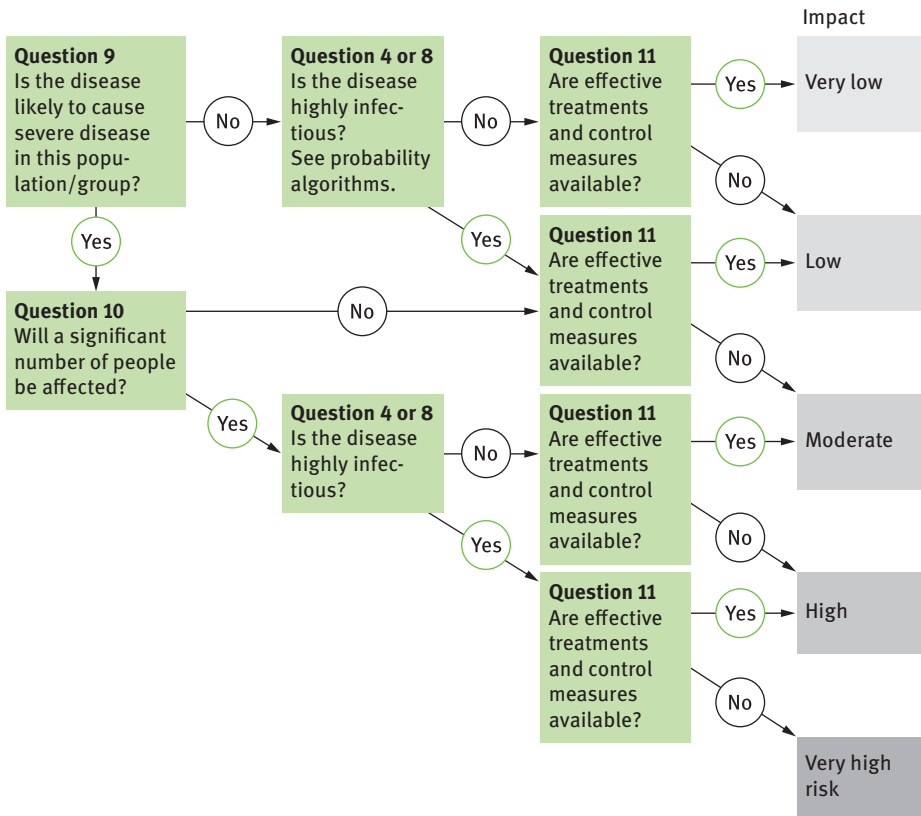 Impact
Question 9
Is the disease
likely to cause
severe disease
in this popu-
lation/group?
No
Question 4 or 8
Is the disease
highly infec-
tious?
See probability
algorithms.
No
Question 11
Are effective
treatments
and control
measures
available?
Yes
Very low
No
Yes
Yes
Question 11
Are effective
treatments
and control
measures
available?
Yes
Low
No
Question 10
Will a significant
number of people
be affected?
No
Yes
Question 4 or 8
Is the disease
highly infec-
tious?
No
Question 11
Are effective
treatments
and control
measures
available?
Yes
Moderate
No
Yes
Question 11
Are effective
treatments
and control
measures
available?
Yes
High
No
Very high
risk